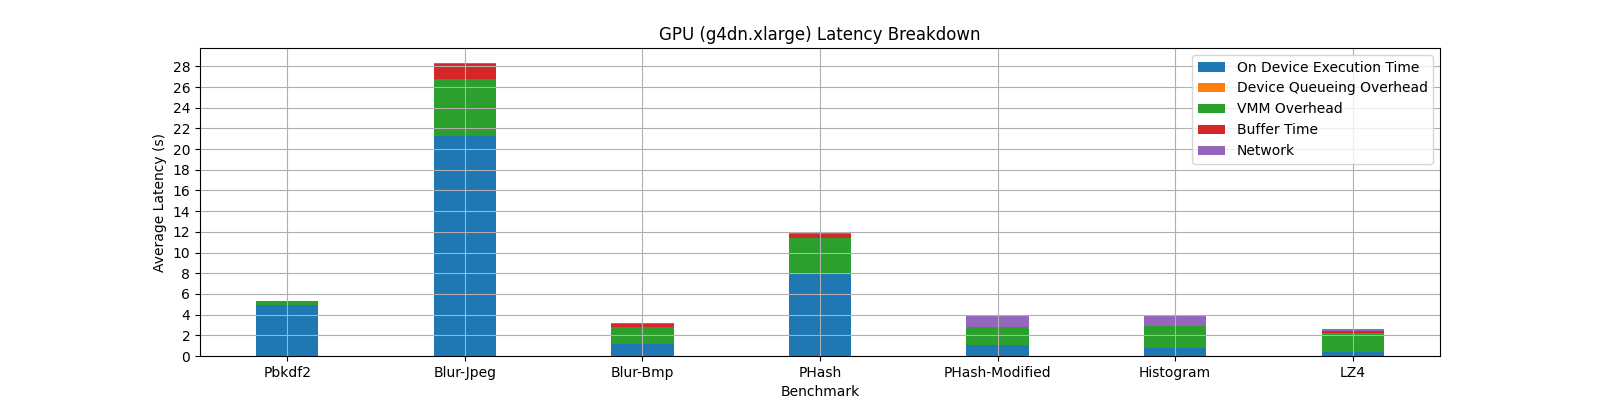 GPU (g4dn.xlarge) Latency Breakdown
Average Latency (s)
28
26
24
22
20
18
16
14
12
10
8
6
4
2
0
On Device Execution Time
Device Queueing Overhead
VMM Overhead
Buffer Time
Network
Pbkdf2 Blur-Jpeg Blur-Bmp PHash PHash-Modified Histogram LZ4
Benchmark